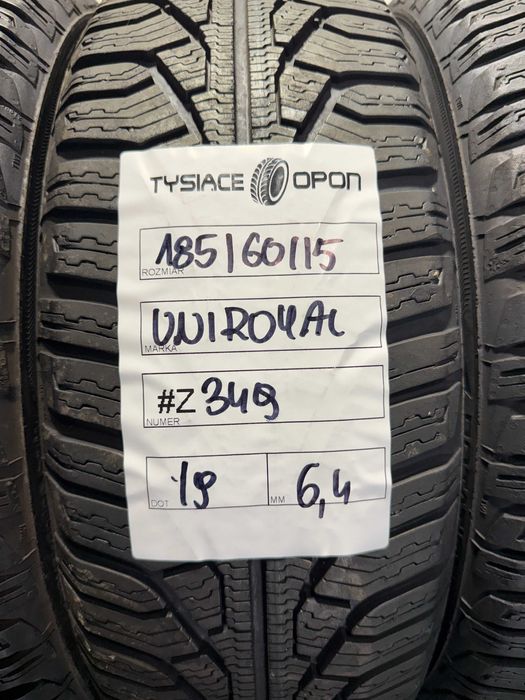 TYSIACE OPON
185/60/15
ROZMIAR
UNIROYAL
MARKA
#Z 349
NUMER
19 6,4
DOT MM